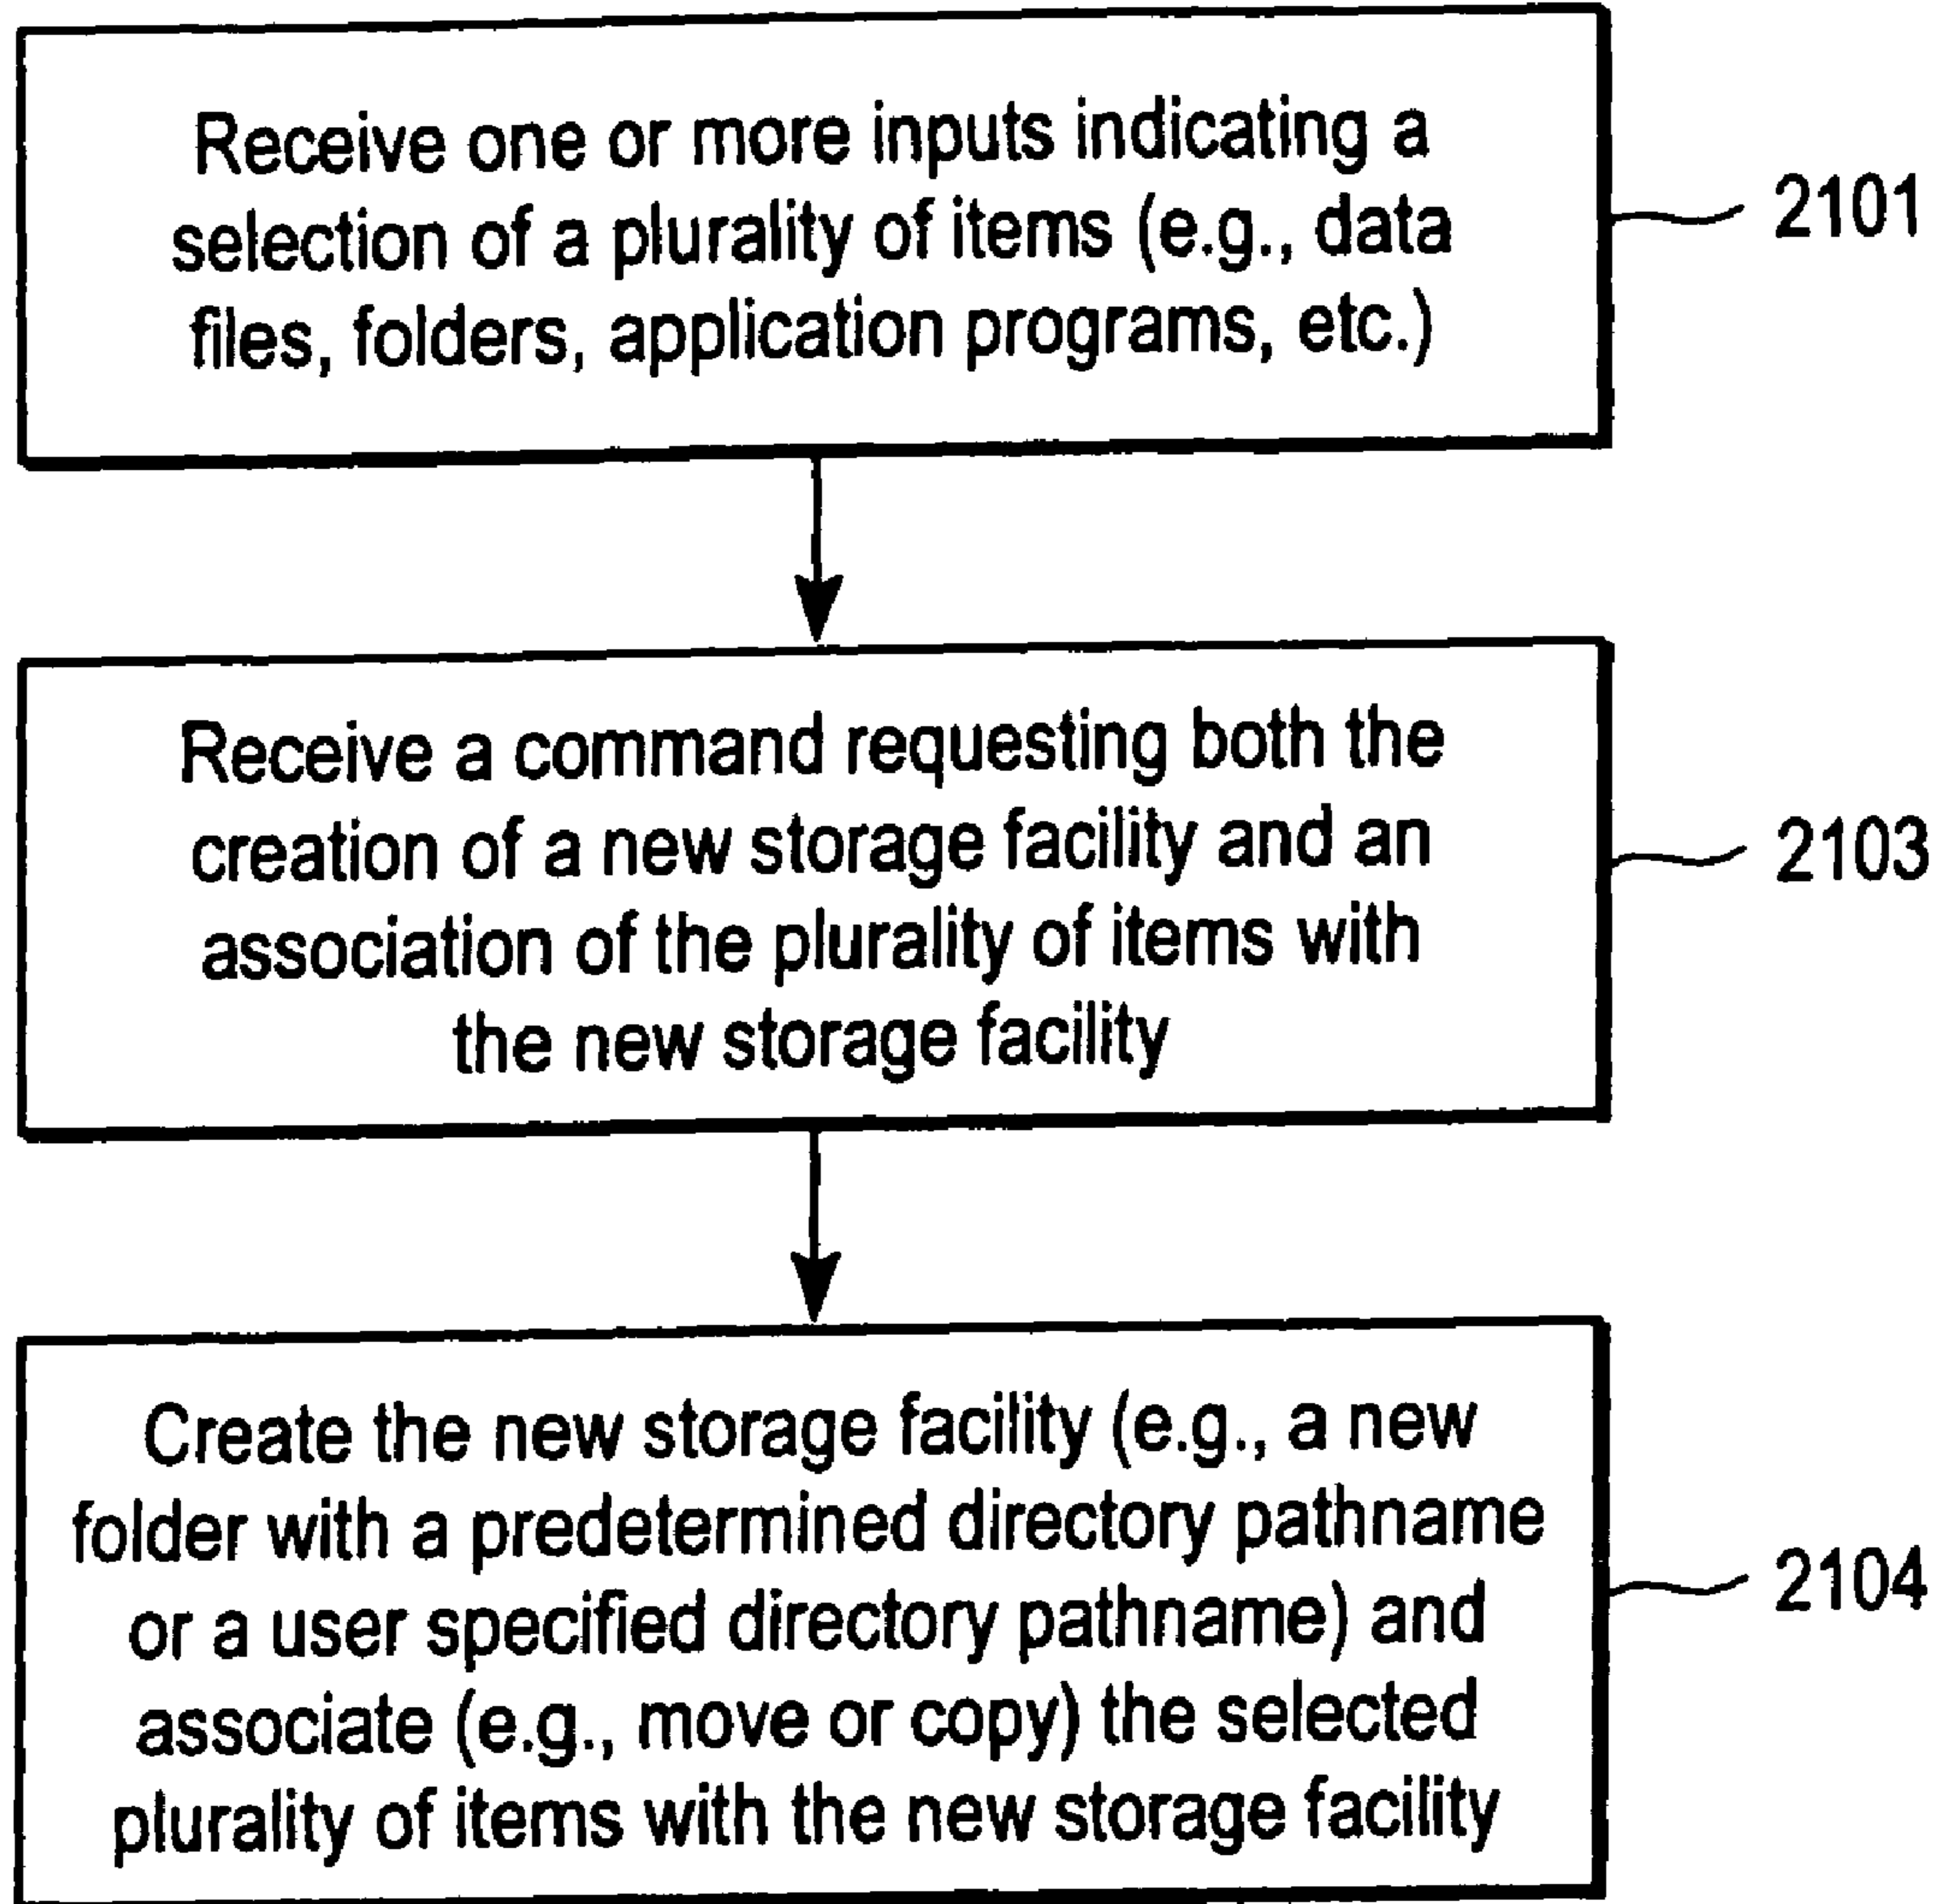 Receive one or more inputs indicating a
selection of a plurality of items (e.g., data
files, folders, application programs, etc.)
2101
Receive a command requesting both the
creation of a new storage facility and an
association of the plurality of items with
the new storage facility
2103
Create the new storage facility (e.g., a new
folder with a predetermined directory pathname
or a user specified directory pathname) and
associate (e.g., move or copy) the selected
plurality of items with the new storage facility
2104